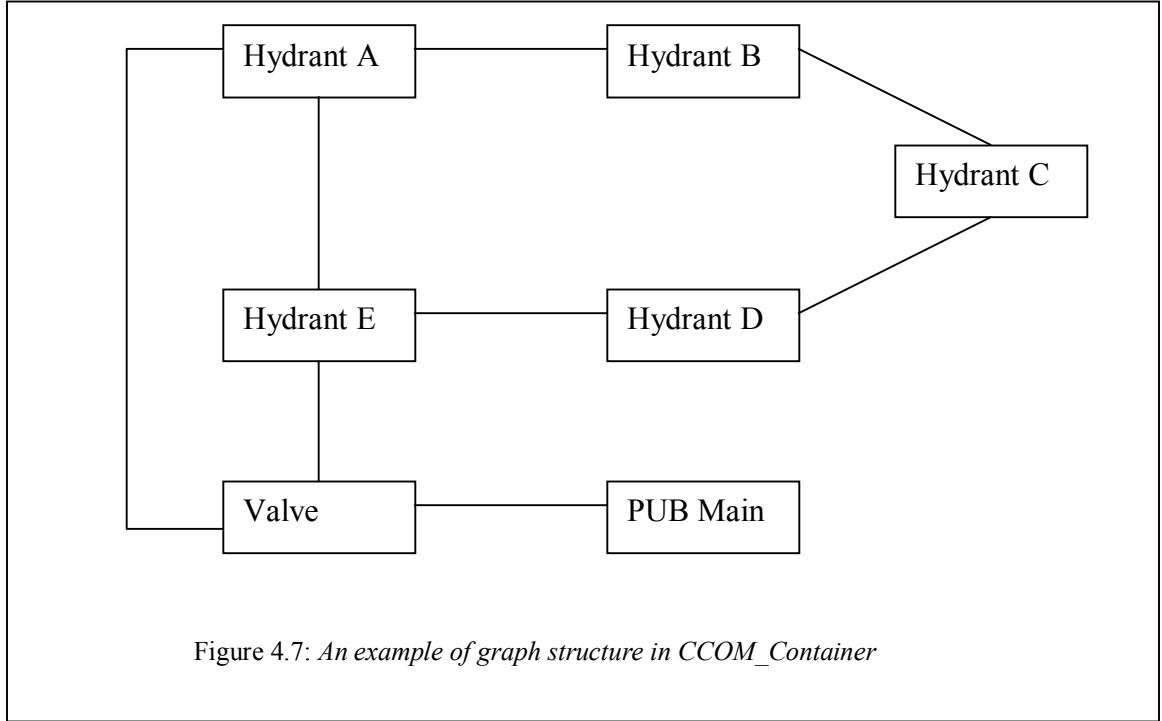 Hydrant A
Hydrant B
Hydrant C
Hydrant E
Hydrant D
Valve
PUB Main
Figure 4.7: An example of graph structure in CCOM_Container